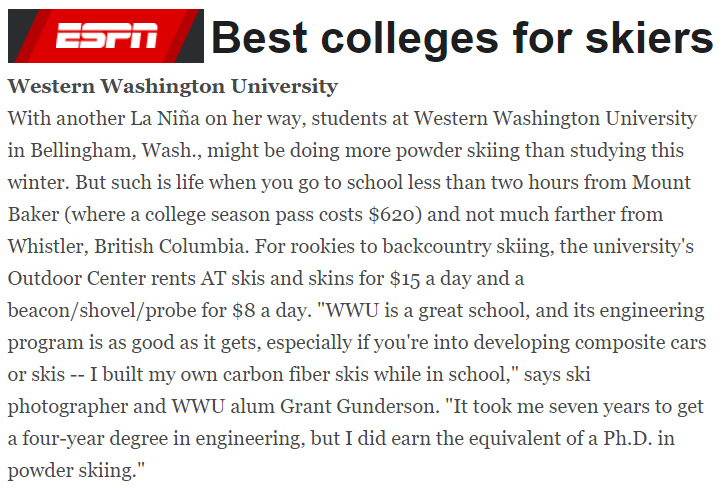 ESPN Best colleges for skiers
Western Washington University
With another La Niña on her way, students at Western Washington University
in Bellingham, Wash., might be doing more powder skiing than studying this
winter. But such is life when you go to school less than two hours from Mount
Baker (where a college season pass costs $620) and not much farther from
Whistler, British Columbia. For rookies to backcountry skiing, the university's
Outdoor Center rents AT skis and skins for $15 a day and a
beacon/shovel/probe for $8 a day. "WWU is a great school, and its engineering
program is as good as it gets, especially if you're into developing composite cars
or skis -- I built my own carbon fiber skis while in school," says ski
photographer and WWU alum Grant Gunderson. "It took me seven years to get
a four-year degree in engineering, but I did earn the equivalent of a Ph.D. in
powder skiing."